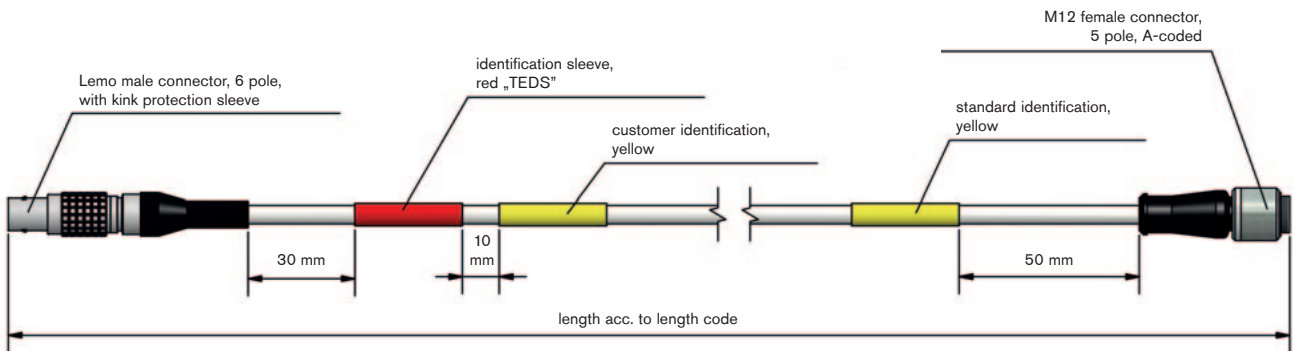 M12 female connector,
5 pole, A-coded
identification sleeve,
red „TEDS”
Lemo male connector, 6 pole,
with kink protection sleeve
standard identification,
yellow
customer identification,
yellow
10
mm
30 mm
50 mm
length acc. to length code